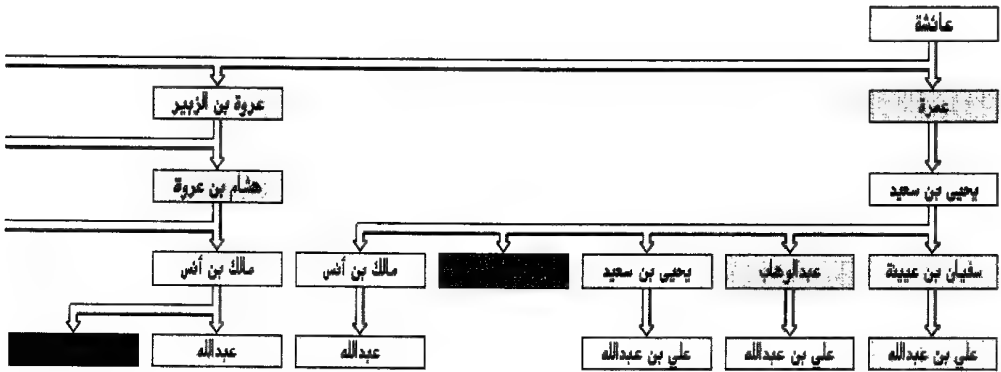 عائشة
عمرة
عروة بن الزبير
يحيى بن سعيد
هشام بن عروة
سفيان بن عيينة
عبدالوهاب
يحيى بن سعيد
مالك بن أنس
مالك بن أنس
علي بن عبدالله
علي بن عبدالله
علي بن عبدالله
عبدالله
عبدالله